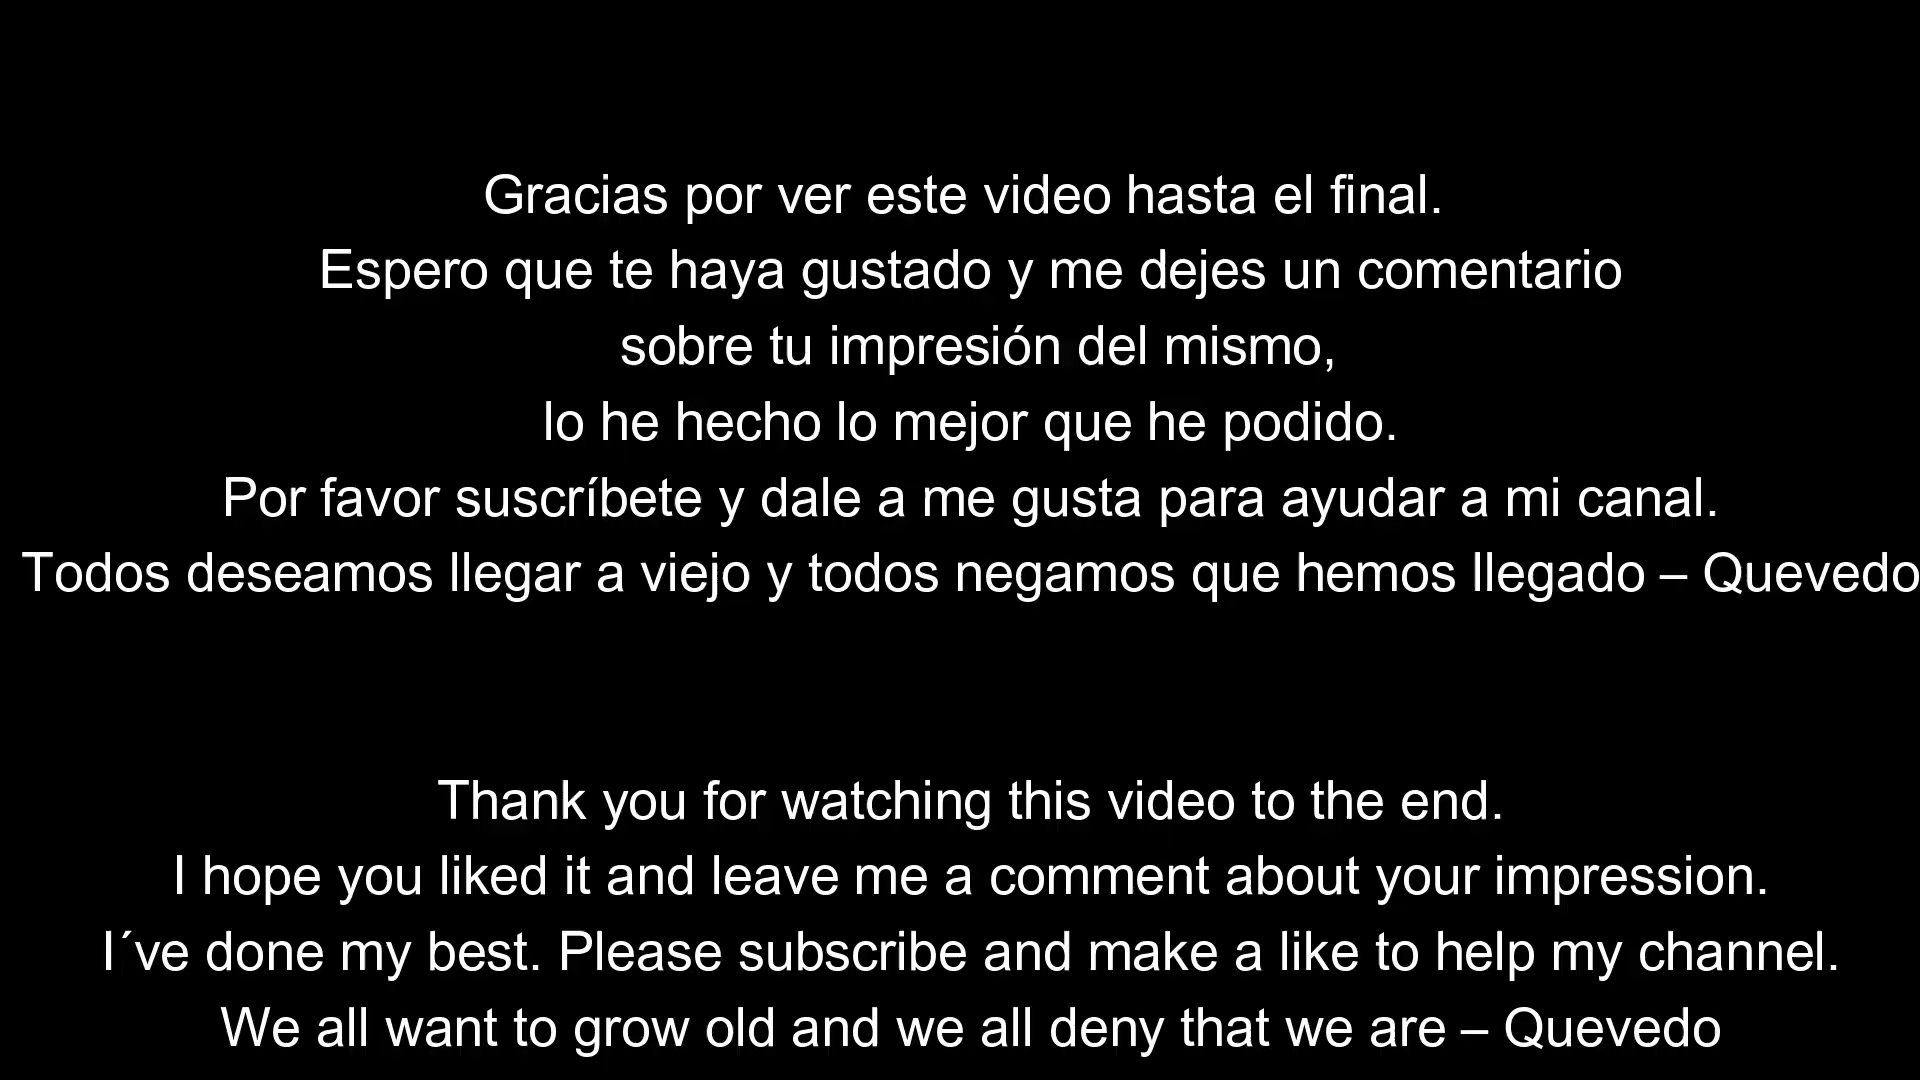 Gracias por ver este video hasta el final.
Espero que te haya gustado y me dejes un comentario
sobre tu impresión del mismo,
lo he hecho lo mejor que he podido.
Por favor suscríbete y dale a me gusta para ayudar a mi canal.
Todos deseamos llegar a viejo y todos negamos que hemos llegado – Quevedo
Thank you for watching this video to the end.
I hope you liked it and leave me a comment about your impression.
I´ve done my best. Please subscribe and make a like to help my channel.
We all want to grow old and we all deny that we are – Quevedo